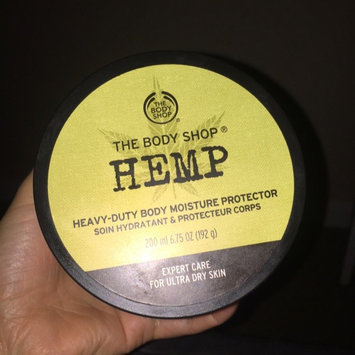 THE BODY SHOP
®
THE BODY SHOP®
HEMP
HEAVY-DUTY BODY MOISTURE PROTECTOR
SOIN HYDRATANT & PROTECTEUR CORPS
200 ml 6.75 OZ (192 g)
EXPERT CARE
FOR ULTRA DRY SKIN